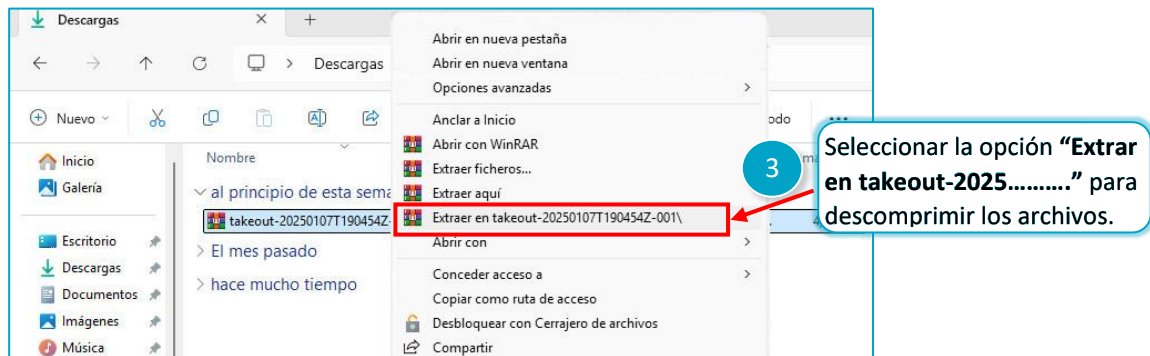 Descargas
Descargas
Nuevo
Inicio
Galería
Escritorio
Descargas
Documentos
Imágenes
Música
Nombre
al principio de esta sema
takeout-20250107T190454Z-
El mes pasado
hace mucho tiempo
Abrir en nueva pestaña
Abrir en nueva ventana
Opciones avanzadas
Anclar a Inicio
Abrir con WinRAR
Extraer ficheros...
Extraer aquí
Extraer en takeout-20250107T190454Z-001\
Abrir con
Conceder acceso a
Copiar como ruta de acceso
Desbloquear con Cerrajero de archivos
Compartir
3
Seleccionar la opción “Extrar
en takeout-2025……….” para
descomprimir los archivos.